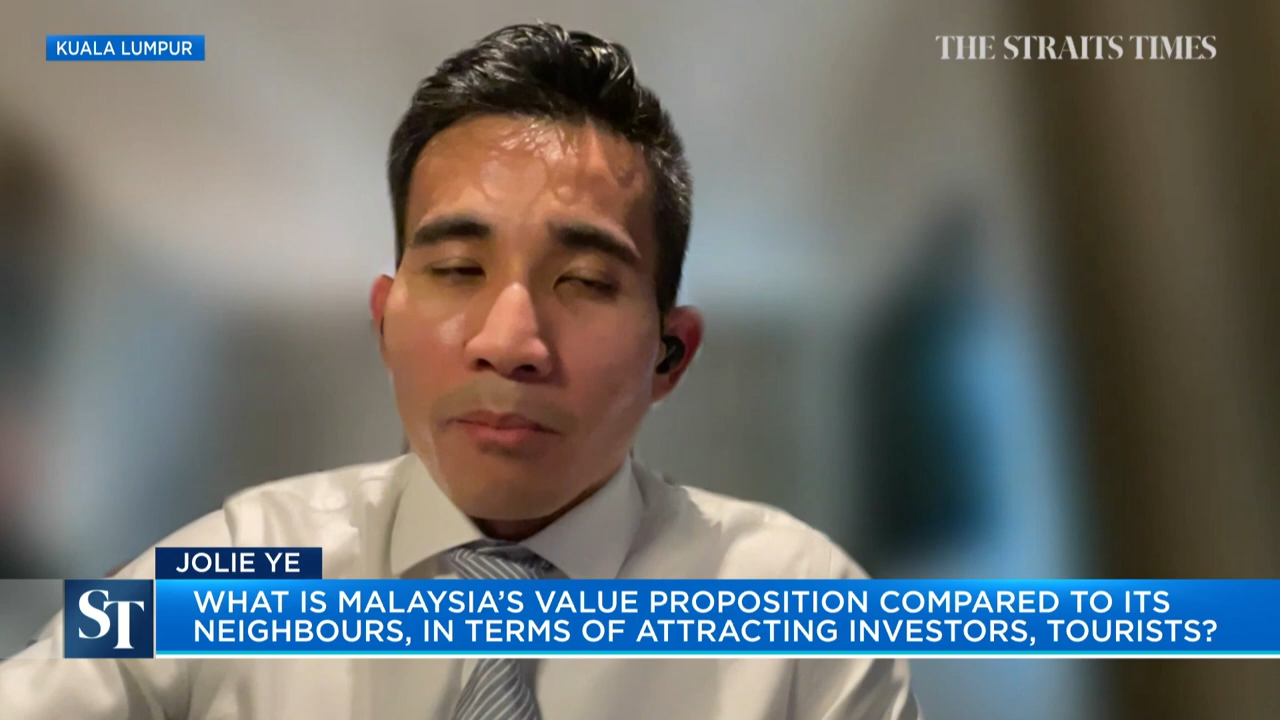 KUALA LUMPUR
THE STRAITS TIMES
JOLIE YE
ST
WHAT IS MALAYSIA'S VALUE PROPOSITION COMPARED TO ITS
NEIGHBOURS, IN TERMS OF ATTRACTING INVESTORS, TOURISTS?